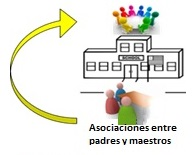 SCHOOL
Asociaciones entre
padres y maestros